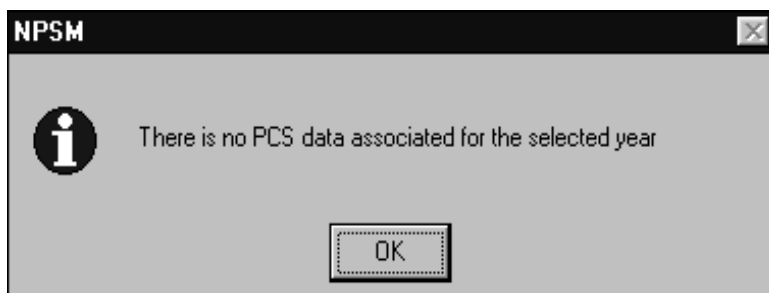 NPSM
There is no PCS data associated for the selected year
OK